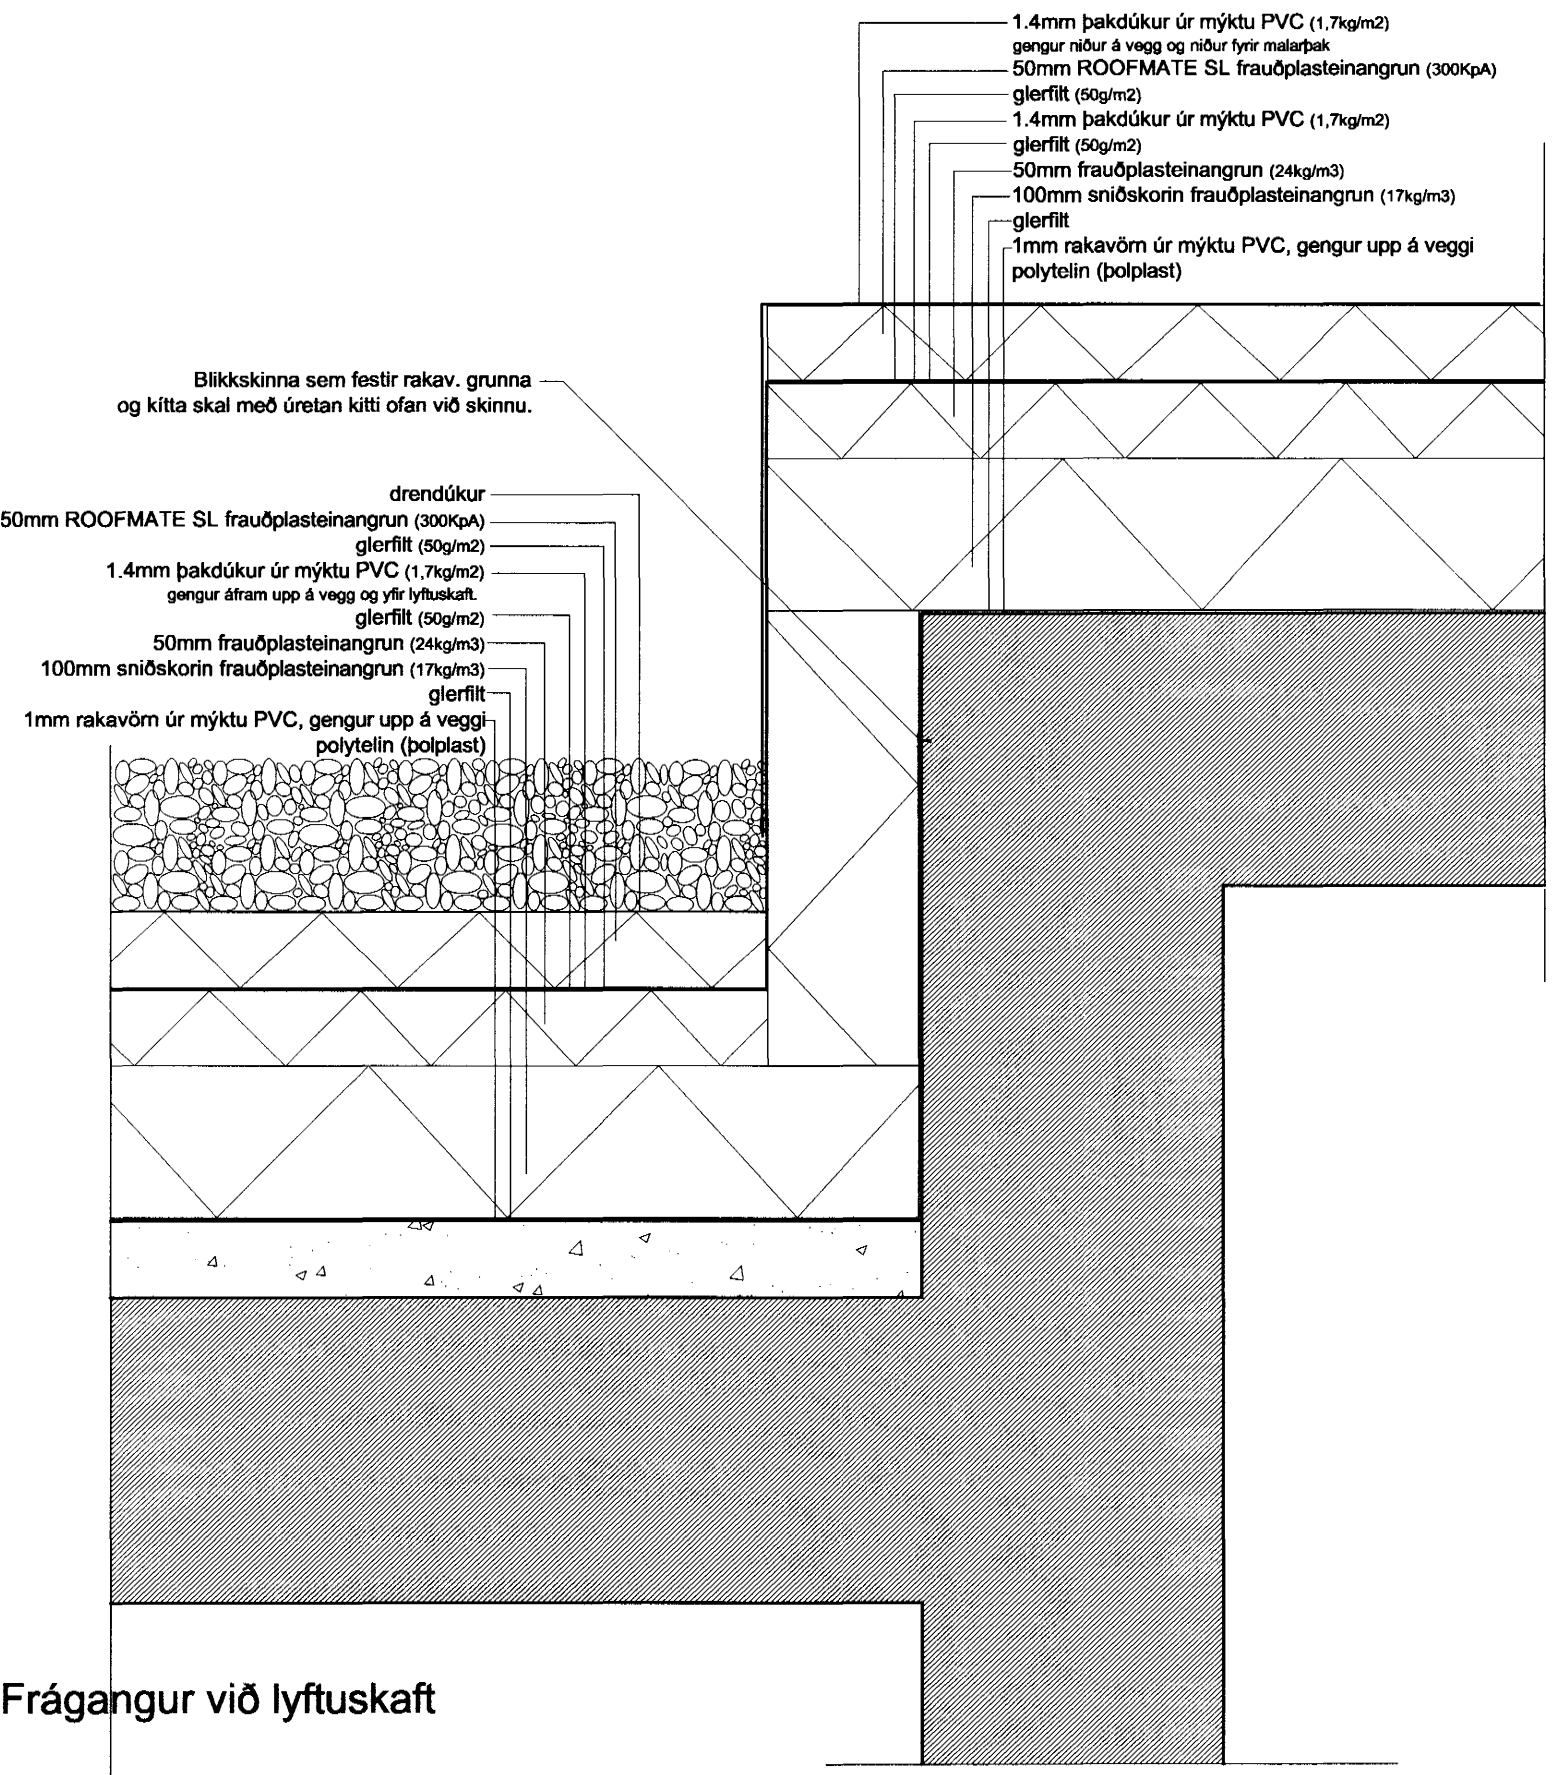 1.4mm þakdúkur úr mýktu PVC (1,7kg/m2)
gengur niður á vegg og niður fyrir malarþak
50mm ROOFMATE SL frauðplasteinangrun (300KpA)
glerfilt (50g/m2)
1.4mm þakdúkur úr mýktu PVC (1,7kg/m2)
glerfilt (50g/m2)
50mm frauðplasteinangrun (24kg/m3)
100mm sniðskorin frauðplasteinangrun (17kg/m3)
glerfilt
1mm rakavörn úr mýktu PVC, gengur upp á veggi
polytelin (þolplast)
Blikkskinna sem festir rakav. grunna
og kítta skal með úretan kitti ofan við skinnu.
drendúkur
50mm ROOFMATE SL frauðplasteinangrun (300KpA)
glerfilt (50g/m2)
1.4mm þakdúkur úr mýktu PVC (1,7kg/m2)
gengur áfram upp á vegg og yfir lyftuskaft.
glerfilt (50g/m2)
50mm frauðplasteinangrun (24kg/m3)
100mm sniðskorin frauðplasteinangrun (17kg/m3)
glerfilt
1mm rakavörn úr mýktu PVC, gengur upp á veggi
polytelin (þolplast)
Frágangur við lyftuskaft